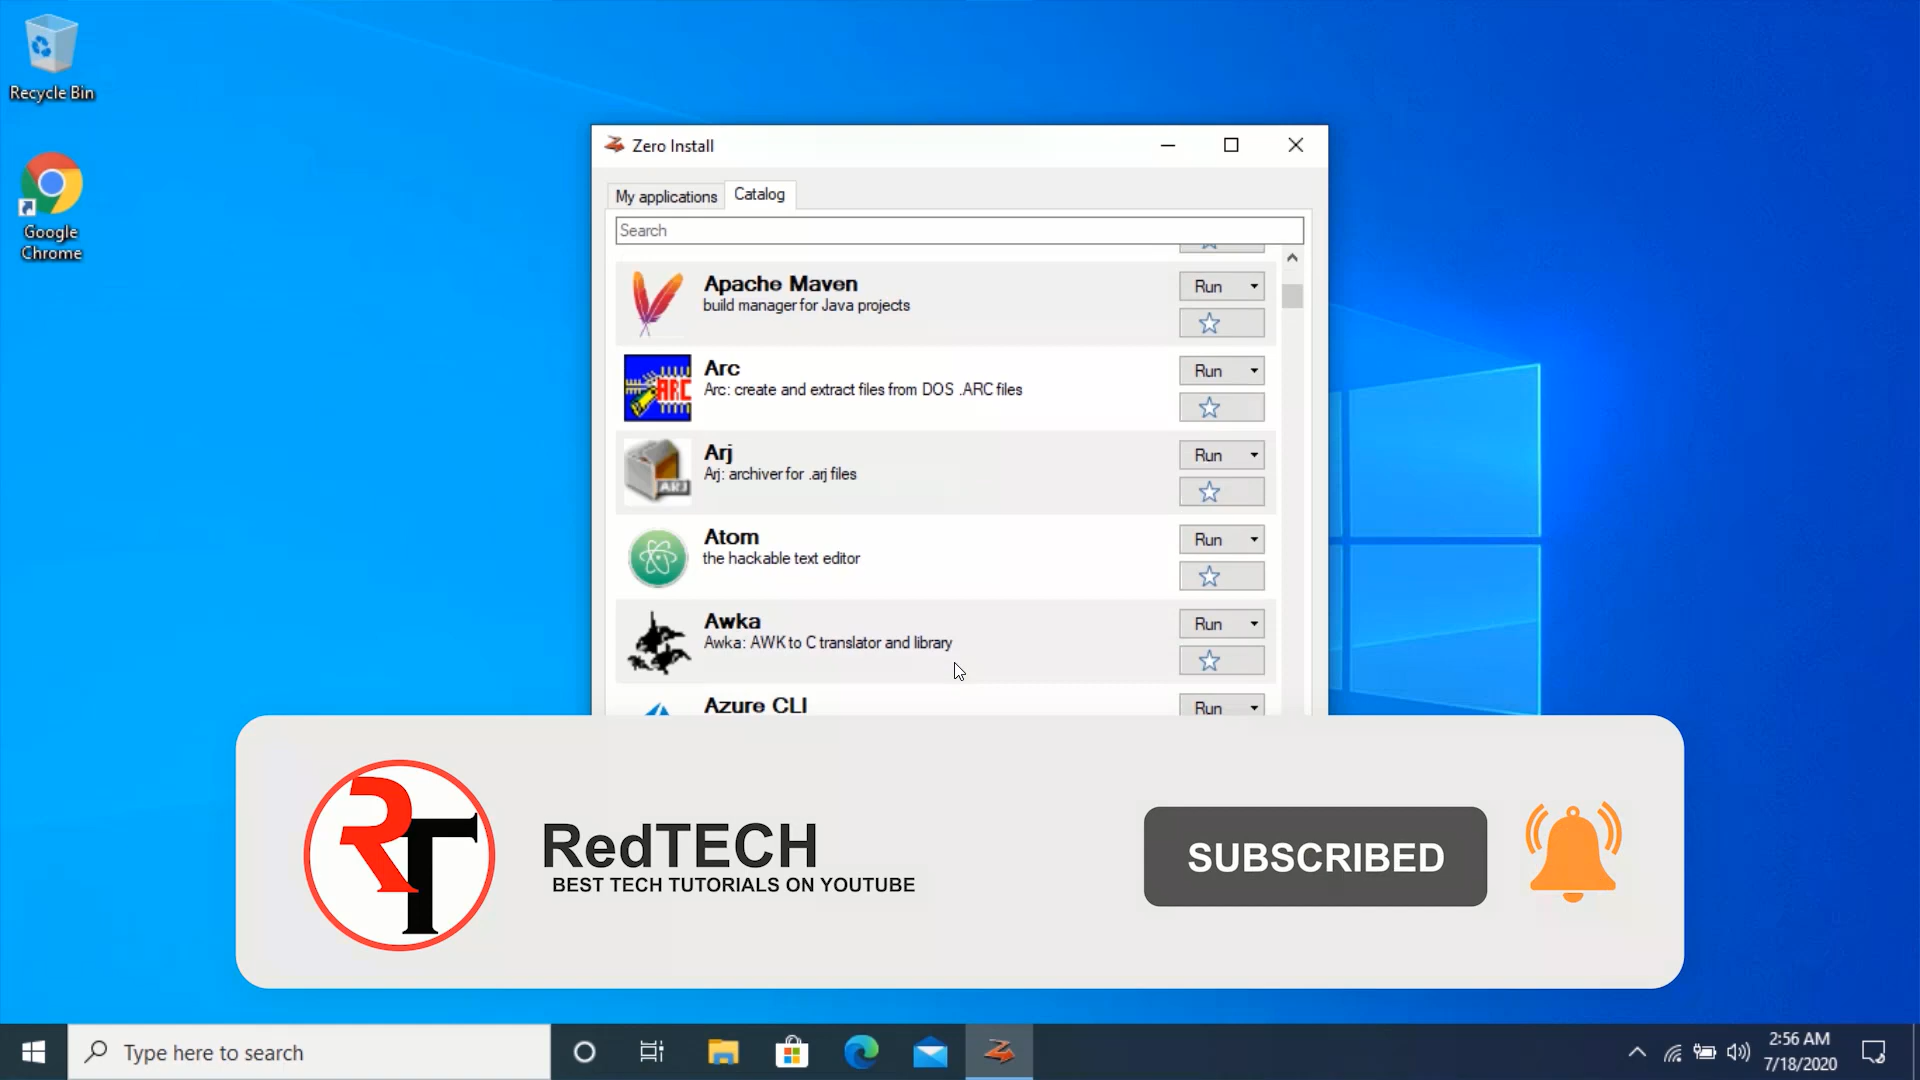 Recycle Bin
Google
Chrome
Zero Install
My applications
Catalog
Search
Apache Maven
build manager for Java projects
Run
Arc
Arc: create and extract files from DOS .ARC files
Run
ARC
Arj
Arj: archiver for .arj files
Run
ARJ
Atom
the hackable text editor
Run
Awka
Awka: AWK to C translator and library
Run
Azure CLI
Run
RT
RedTECH
BEST TECH TUTORIALS ON YOUTUBE
SUBSCRIBED
Type here to search
2:56 AM
7/18/2020